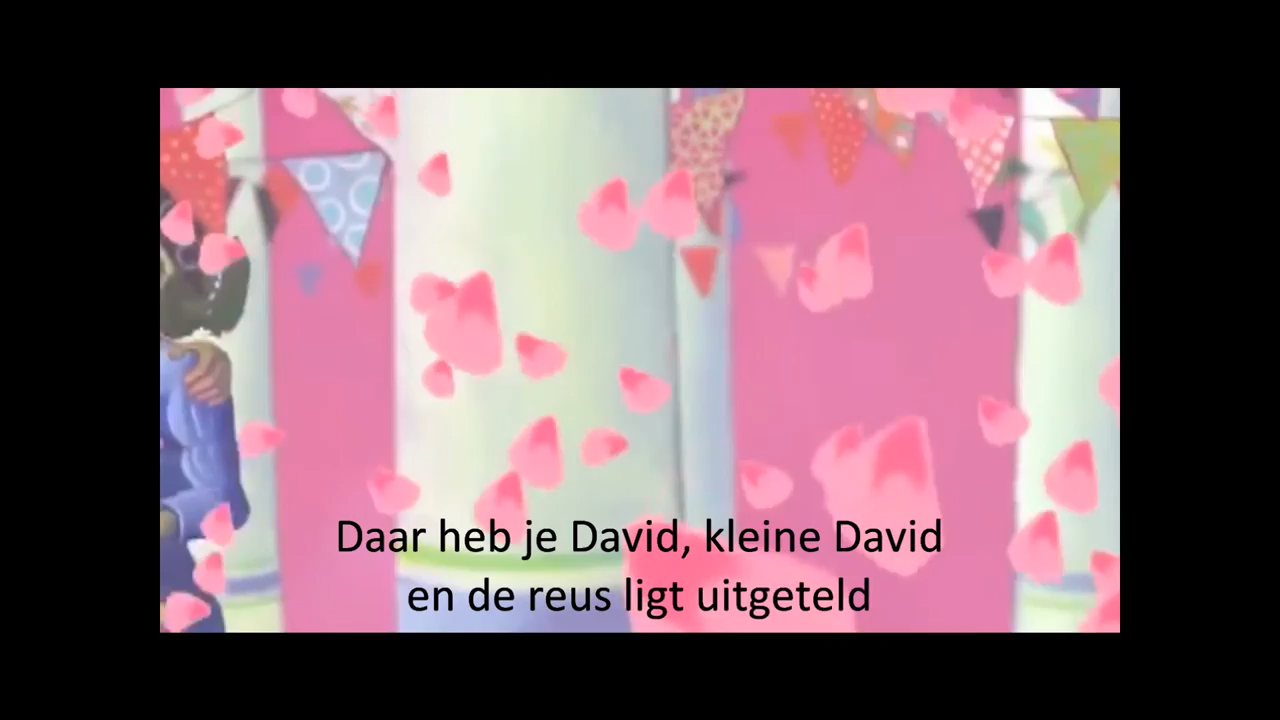 Daar heb je David, kleine David
en de reus ligt uitgeteld